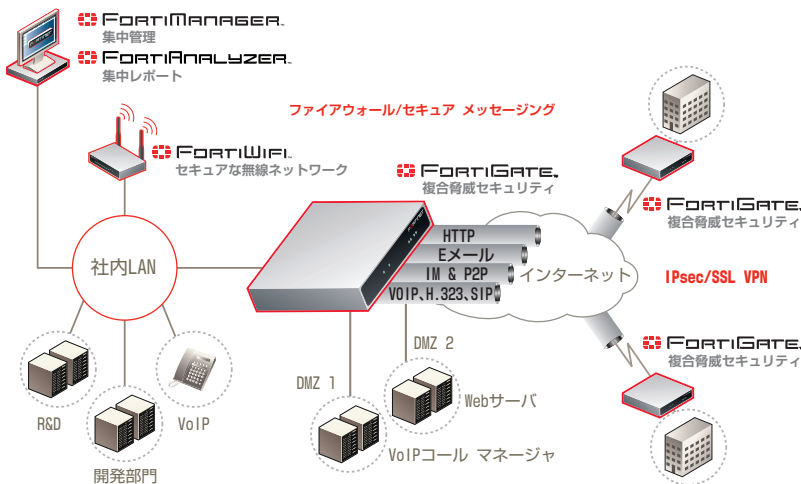 FORTIMANAGER
集中管理
FORTIANALYZER
集中レポート
ファイアウォール/セキュア メッセージング
FORTIWIFI
セキュアな無線ネットワーク
FORTIGATE
複合脅威セキュリティ
FORTIGATE
複合脅威セキュリティ
HTTP
Eメール
IM & P2P
VOIP、H.323、SIP
インターネット
IPsec/SSL VPN
社内LAN
DMZ 1
DMZ 2
FORTIGATE
複合脅威セキュリティ
R&D
VoIP
Webサーバ
開発部門
VoIPコール マネージャ